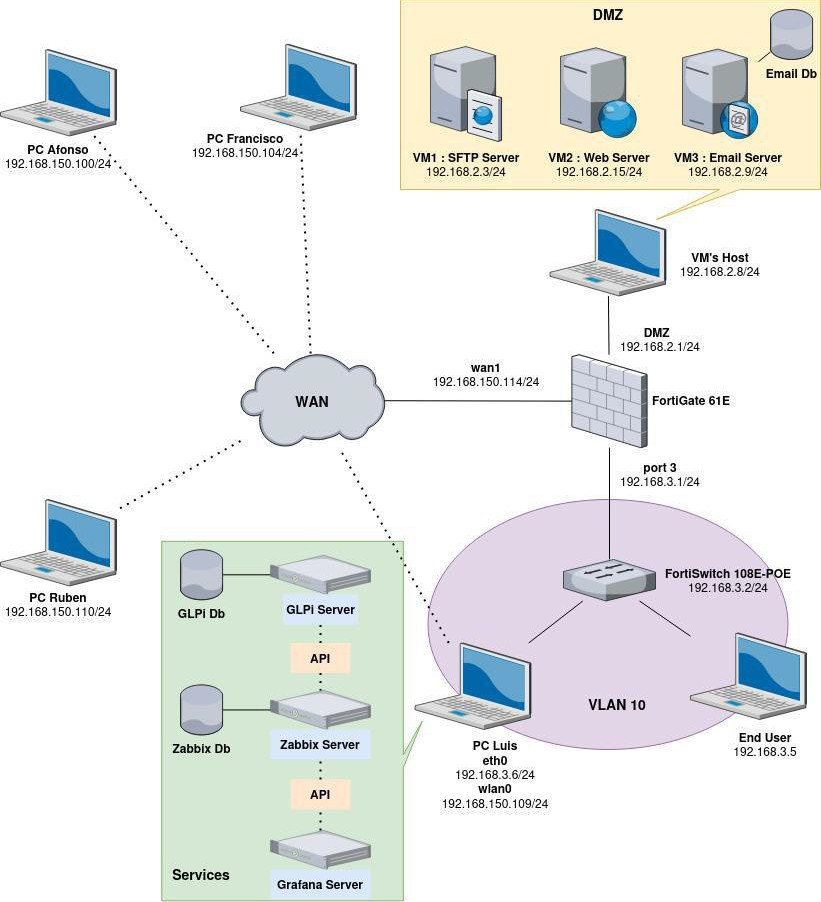 DMZ
Email Db
VM1 : SFTP Server
192.168.2.3/24
VM2 : Web Server
192.168.2.15/24
VM3 : Email Server
192.168.2.9/24
PC Afonso
192.168.150.100/24
PC Francisco
192.168.150.104/24
VM's Host
192.168.2.8/24
DMZ
192.168.2.1/24
wan1
192.168.150.114/24
WAN
FortiGate 61E
port 3
192.168.3.1/24
PC Ruben
192.168.150.110/24
FortiSwitch 108E-POE
192.168.3.2/24
GLPi Db
GLPi Server
API
Zabbix Db
Zabbix Server
API
Grafana Server
Services
VLAN 10
PC Luis
eth0
192.168.3.6/24
wlan0
192.168.150.109/24
End User
192.168.3.5
@